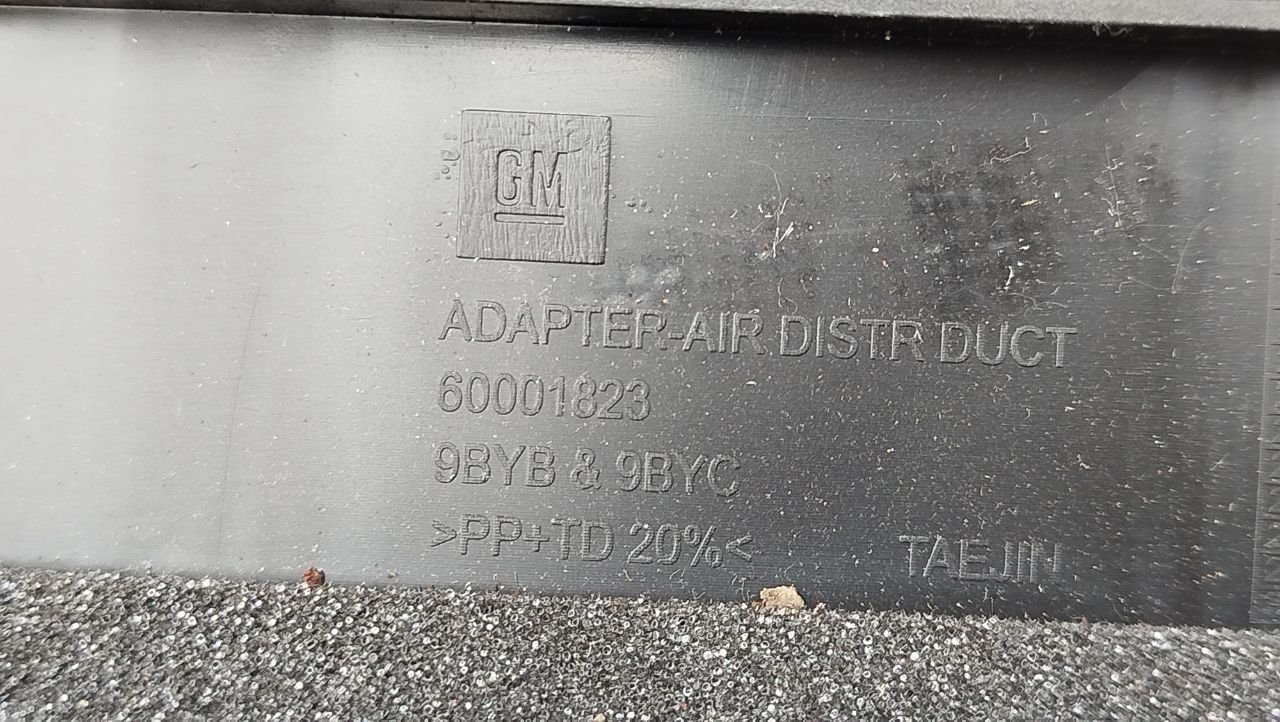 GM
ADAPTER-AIR DISTR DUCT
60001823
9BYB & 9BYC
>PP+TD 20%< TAEJIN